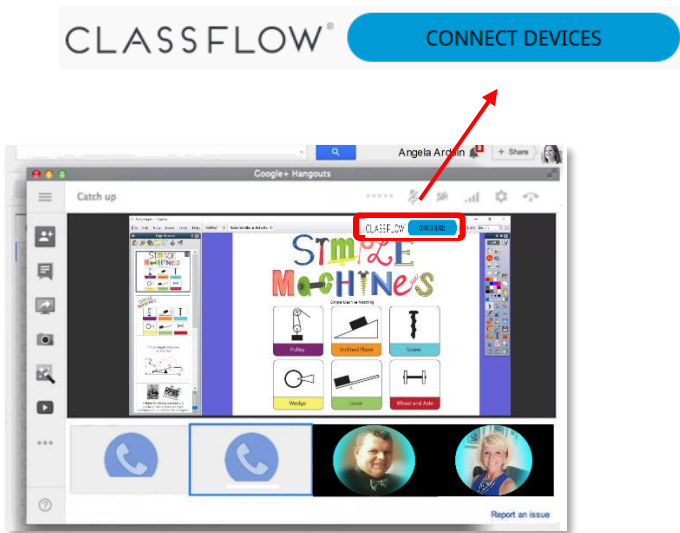 CLASSFLOW® CONNECT DEVICES
Angela Ardoin
+ Share
Google+ Hangouts
Catch up
CLASSFLOW
SIMPLE
MACHINES
Simple Machine Matching
Pulley
Inclined Plane
Screw
Wedge
Lever
Wheel and Axle
Report an issue